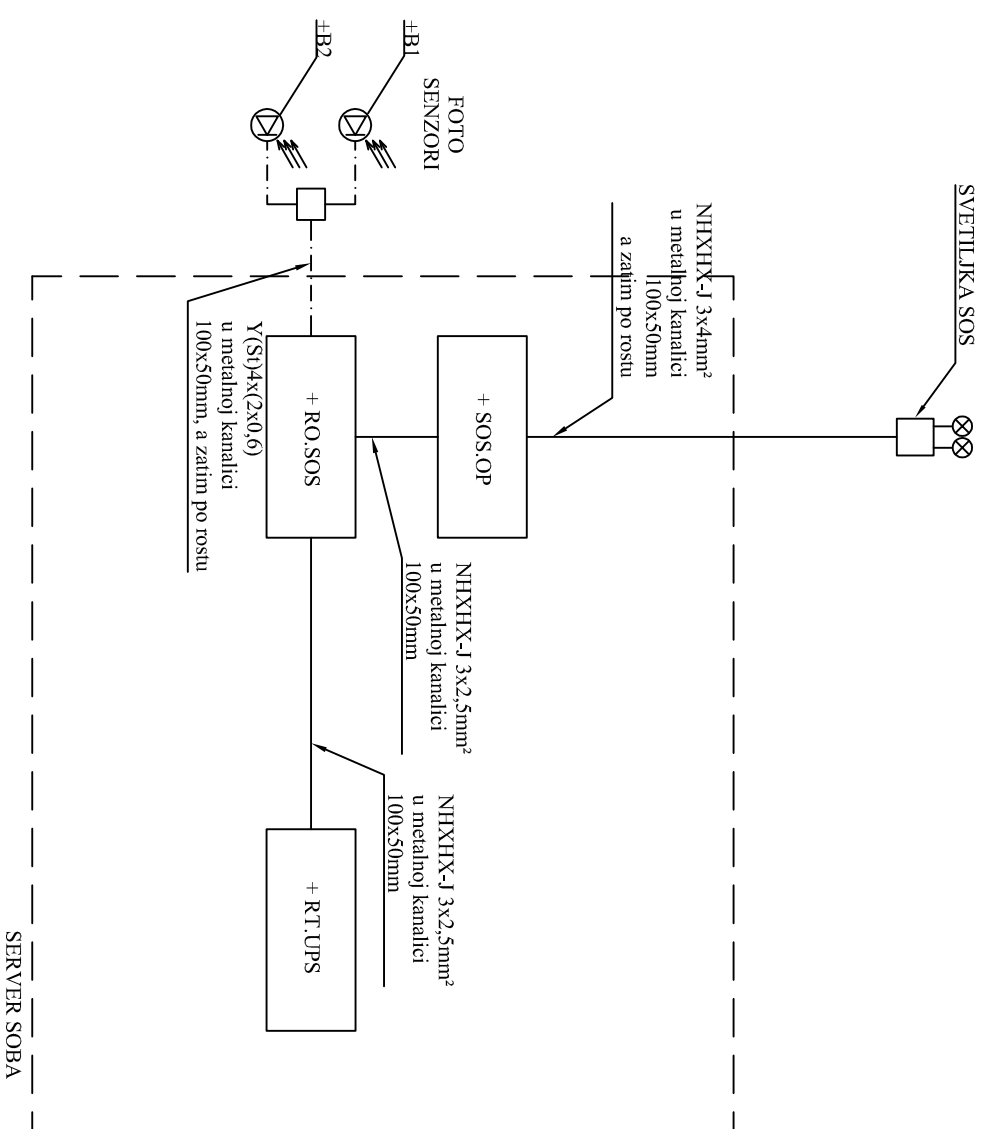 SVETILJKA SOS
NHXHX-J 3x4mm²
u metalnoj kanalici
100x50mm
a zatim po rostu
FOTO
SENZORI
+B1
+B2
+ SOS.OP
+ RO.SOS
NHXHX-J 3x2,5mm²
u metalnoj kanalici
100x50mm
NHXHX-J 3x2,5mm²
u metalnoj kanalici
100x50mm
+ RT.UPS
Y(St)4x(2x0,6)
u metalnoj kanalici
100x50mm, a zatim po rostu
SERVER SOBA